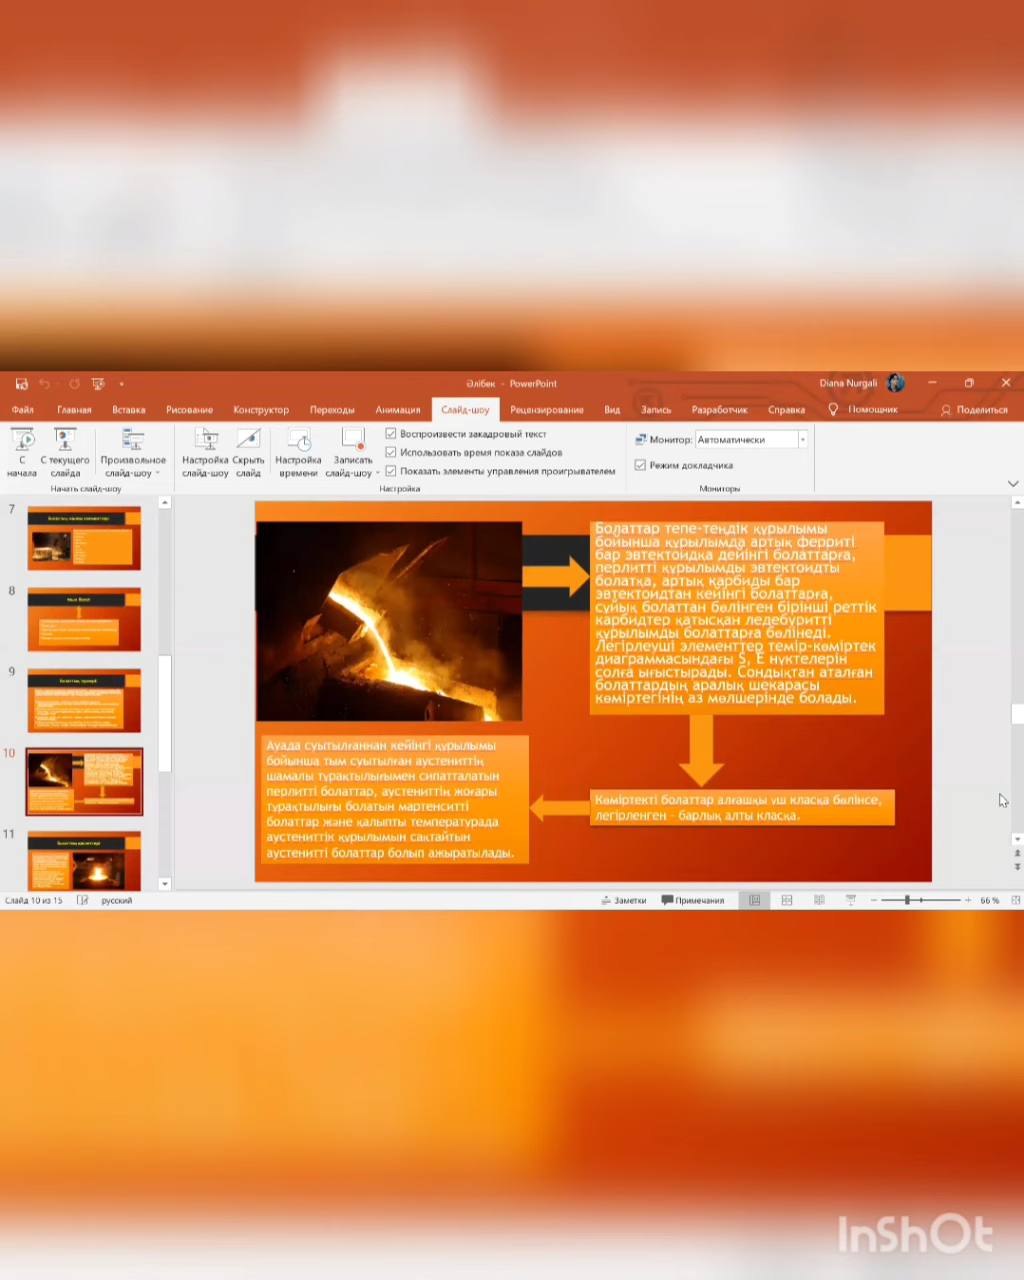 Әлібек - PowerPoint
Diana Nurgali
Файл Главная Вставка Рисование Конструктор Переходы Анимация Слайд-шоу Рецензирование Вид Запись Разработчик Справка Помощник Поделиться
С начала
С текущего слайда
Произвольное слайд-шоу
Начать слайд-шоу
Настройка слайд-шоу
Скрыть слайд
Настройка времени
Записать слайд-шоу
Воспроизвести закадровый текст
Использовать время показа слайдов
Показать элементы управления проигрывателем
Настройка
Монитор: Автоматически
Режим докладчика
Мониторы
7
8
9
10
11
Болаттар тепе-теңдік құрылымы
бойынша құрылымда артық ферриті
бар эвтектоидқа дейінгі болаттарға,
перлитті құрылымды эвтектоидты
болатқа, артық карбиды бар
эвтектоидтан кейінгі болаттарға,
сұйық болаттан бөлінген бірінші реттік
карбидтер қатысқан ледебуритті
құрылымды болаттарға бөлінеді.
Легірлеуші элементтер темір-көміртек
диаграммасындағы S, E нүктелерін
солға ығыстырады. Сондықтан аталған
болаттардың аралық шекарасы
көміртегінің аз мөлшерінде болады.
Көміртекті болаттар алғашқы үш класқа бөлінсе,
легірленген - барлық алты класқа.
Ауада суытылғаннан кейінгі құрылымы
бойынша тым суытылған аустениттің
шамалы тұрақтылығымен сипатталатын
перлитті болаттар, аустениттің жоғары
тұрақтылығы болатын мартенситті
болаттар және қалыпты температурада
аустениттік құрылымын сақтайтын
аустенитті болаттар болып ажыратылады.
Слайд 10 из 15 русский
Заметки Примечания 66 %
InShOt